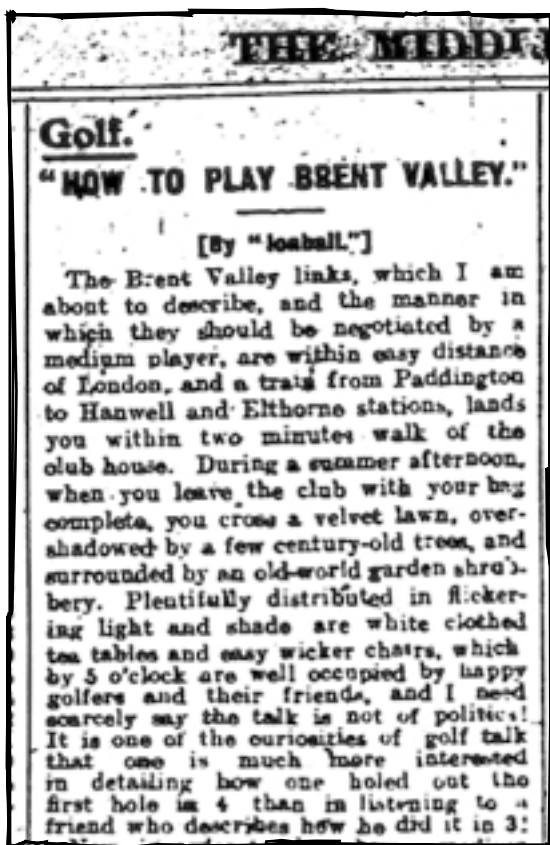 THE MIDD
Golf.
"HOW TO PLAY BRENT VALLEY."
[By "
The Brent Valley links, which I am
about to describe, and the manner in
which they should be negotiated by a
medium player, are within easy distance
of London, and a train from Paddington
to Hanwell and Elthorne stations, lands
you within two minutes walk of the
club house. During a summer afternoon,
when you leave the club with your bag
complete, you cross a velvet lawn, over-
shadowed by a few century-old trees, and
surrounded by an old-world garden shrub-
bery. Plentifully distributed in flicker-
ing light and shade are white clothed
tea tables and easy wicker chairs, which
by 5 o'clock are well occupied by happy
golfers and their friends, and I need
scarcely say the talk is not of politics!
It is one of the curiosities of golf talk
that one is much more interested
in detailing how one holed out the
first hole in 4 than in listening to a
friend who describes how he did it in 3!